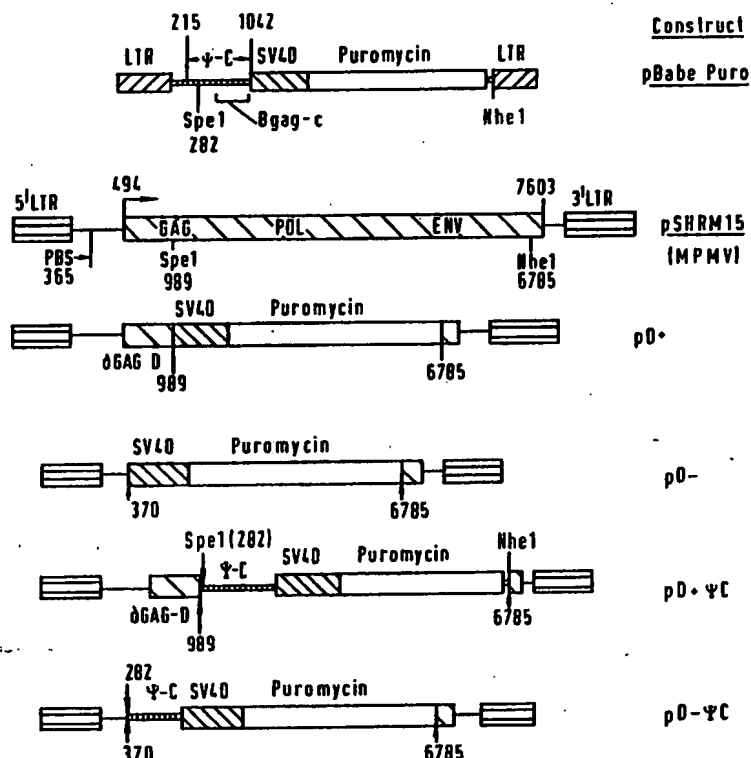 Construct
215 1042
LTR Ψ-C SV40 Puromycin LTR
pBabe Puro
Spe1 Bgag-c Nhe1
282
494 7603
5'LTR 3'LTR
GAG POL ENV
pSHRM15
PBS Spe1 Nhe1 (MPMV)
365 989 6785
SV40 Puromycin
pD+
∂GAG D 989 6785
SV40 Puromycin
pD-
370 6785
Spe1(282) Nhe1
Ψ-C SV40 Puromycin
pD+ΨC
∂GAG-D 6785
989
282
Ψ-C SV40 Puromycin
pD-ΨC
370 6785